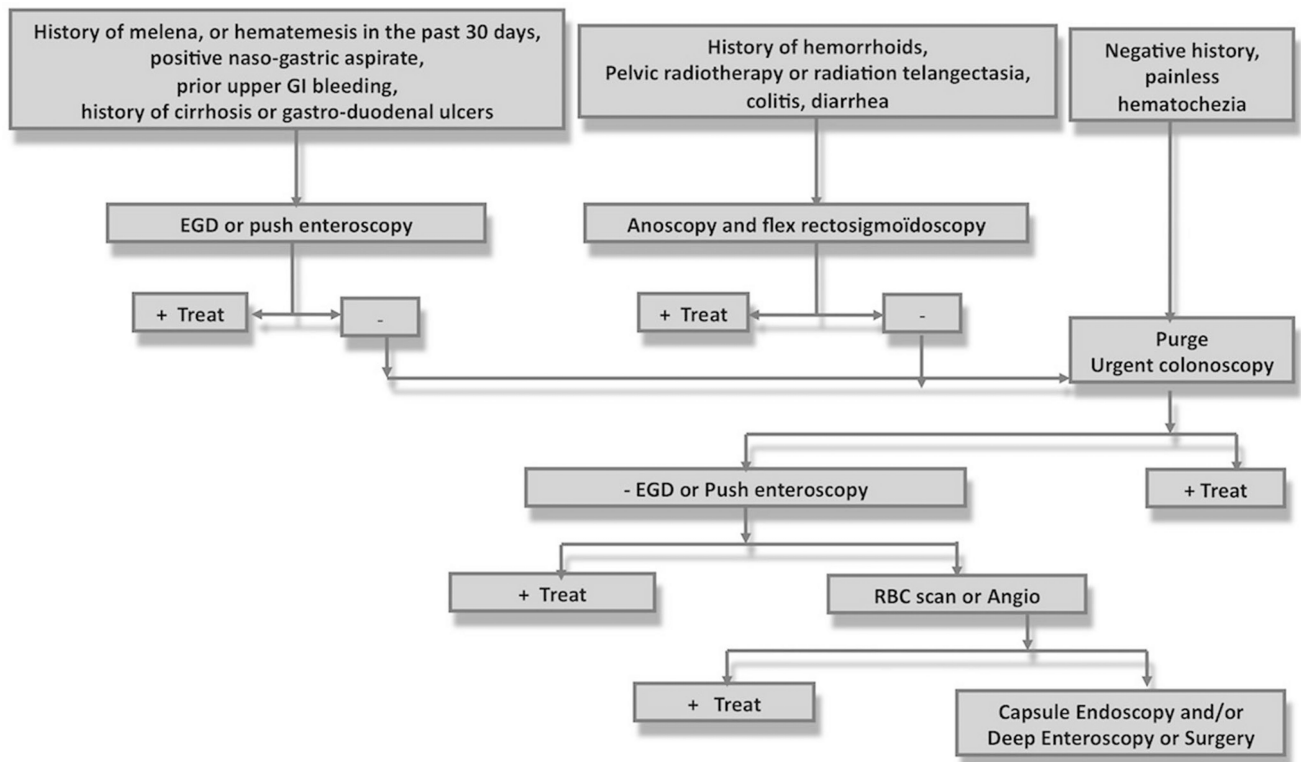 History of melena, or hematemesis in the past 30 days,
positive naso-gastric aspirate,
prior upper GI bleeding,
history of cirrhosis or gastro-duodenal ulcers
History of hemorrhoids,
Pelvic radiotherapy or radiation telangectasia,
colitis, diarrhea
Negative history,
painless
hematochezia
EGD or push enteroscopy
Anoscopy and flex rectosigmoïdoscopy
+ Treat
-
+ Treat
-
Purge
Urgent colonoscopy
- EGD or Push enteroscopy
+ Treat
+ Treat
RBC scan or Angio
+ Treat
Capsule Endoscopy and/or
Deep Enteroscopy or Surgery